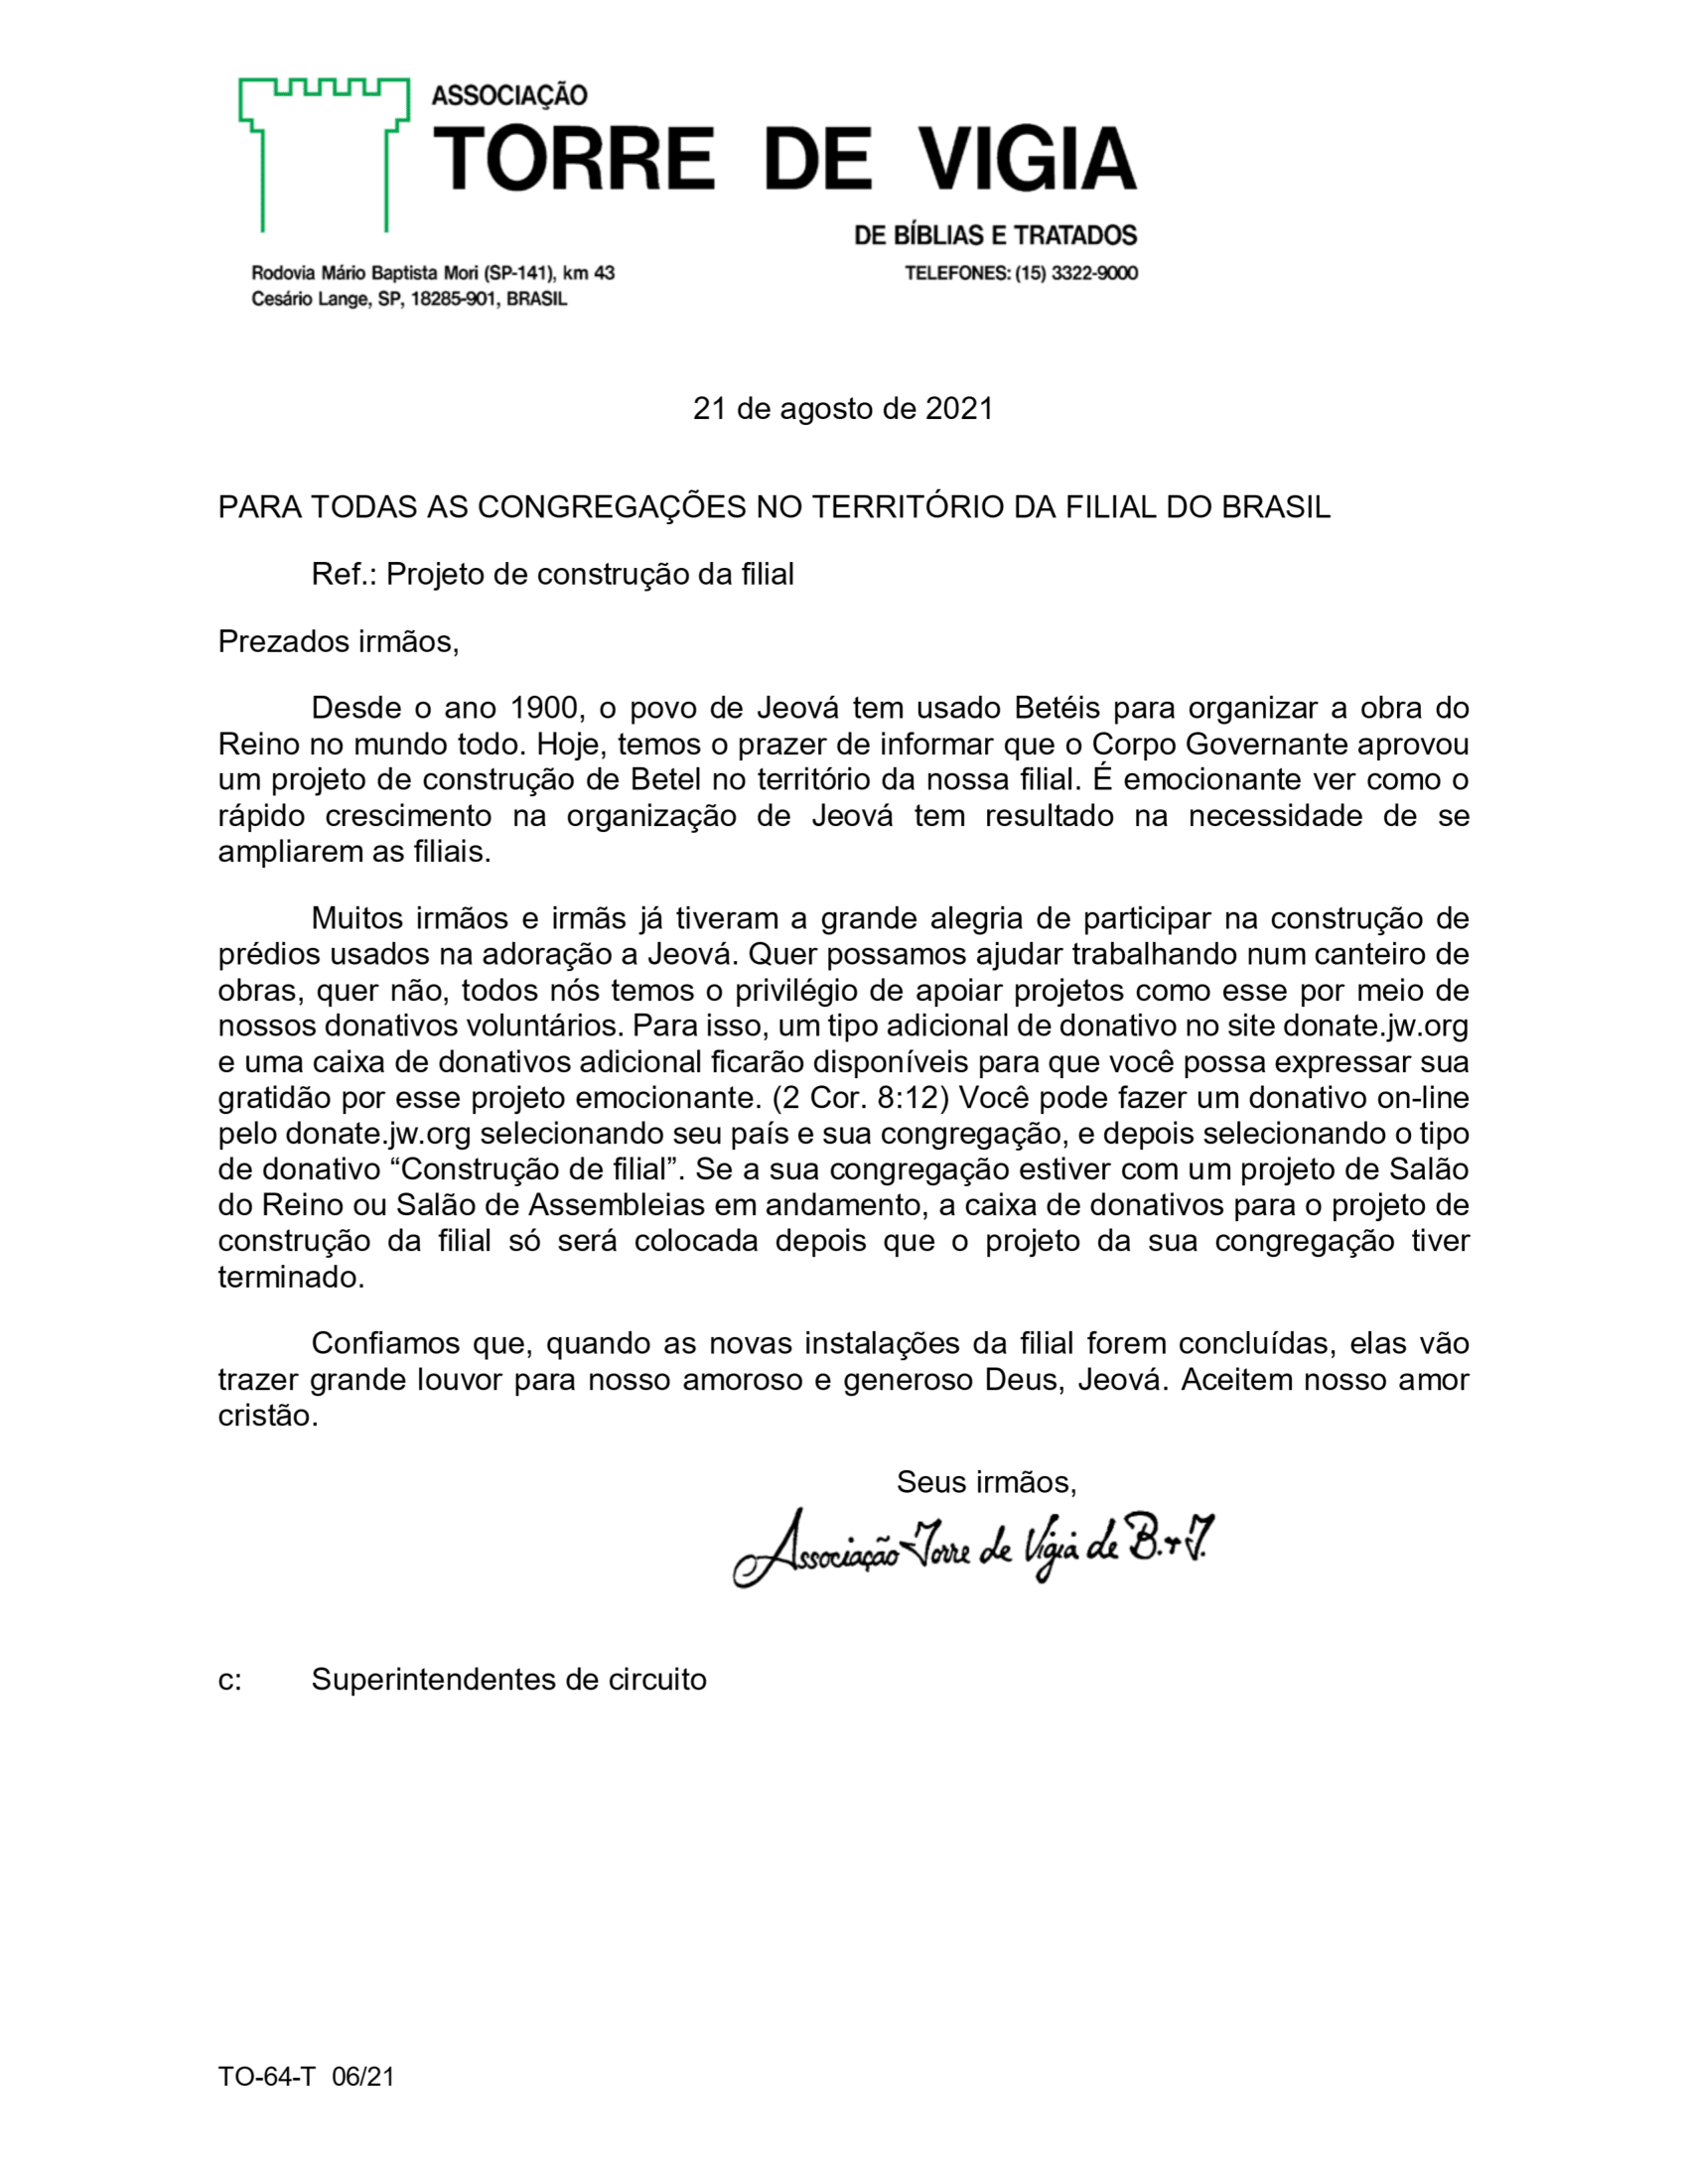 ASSOCIAÇÃO
TORRE DE VIGIA
DE BÍBLIAS E TRATADOS
Rodovia Mário Baptista Mori (SP-141), km 43
TELEFONES: (15) 3322-9000
Cesário Lange, SP, 18285-901, BRASIL
21 de agosto de 2021
PARA TODAS AS CONGREGAÇÕES NO TERRITÓRIO DA FILIAL DO BRASIL
Ref.: Projeto de construção da filial
Prezados irmãos,
Desde o ano 1900, o povo de Jeová tem usado Betéis para organizar a obra do
Reino no mundo todo. Hoje, temos o prazer de informar que o Corpo Governante aprovou
um projeto de construção de Betel no território da nossa filial. É emocionante ver como o
rápido crescimento na organização de Jeová tem resultado na necessidade de se
ampliarem as filiais.
Muitos irmãos e irmãs já tiveram a grande alegria de participar na construção de
prédios usados na adoração a Jeová. Quer possamos ajudar trabalhando num canteiro de
obras, quer não, todos nós temos o privilégio de apoiar projetos como esse por meio de
nossos donativos voluntários. Para isso, um tipo adicional de donativo no site donate.jw.org
e uma caixa de donativos adicional ficarão disponíveis para que você possa expressar sua
gratidão por esse projeto emocionante. (2 Cor. 8:12) Você pode fazer um donativo on-line
pelo donate.jw.org selecionando seu país e sua congregação, e depois selecionando o tipo
de donativo “Construção de filial”. Se a sua congregação estiver com um projeto de Salão
do Reino ou Salão de Assembleias em andamento, a caixa de donativos para o projeto de
construção da filial só será colocada depois que o projeto da sua congregação tiver
terminado.
Confiamos que, quando as novas instalações da filial forem concluídas, elas vão
trazer grande louvor para nosso amoroso e generoso Deus, Jeová. Aceitem nosso amor
cristão.
Seus irmãos,
Associação Torre de Vigia de B. e T.
c: Superintendentes de circuito
TO-64-T 06/21